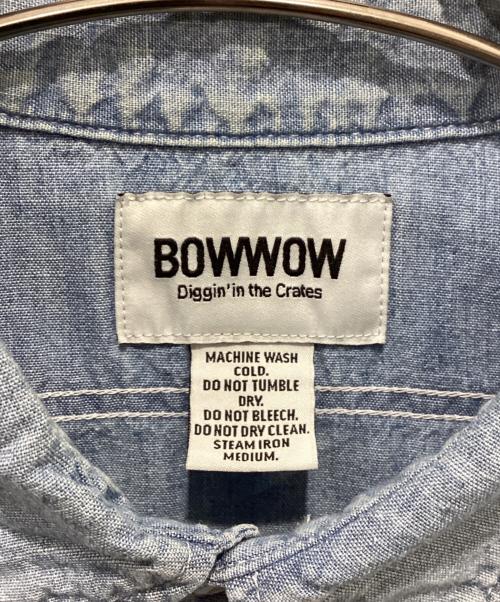 BOWWOW
Diggin' in the Crates
MACHINE WASH
COLD.
DO NOT TUMBLE
DRY.
DO NOT BLEECH.
DO NOT DRY CLEAN.
STEAM IRON
MEDIUM.